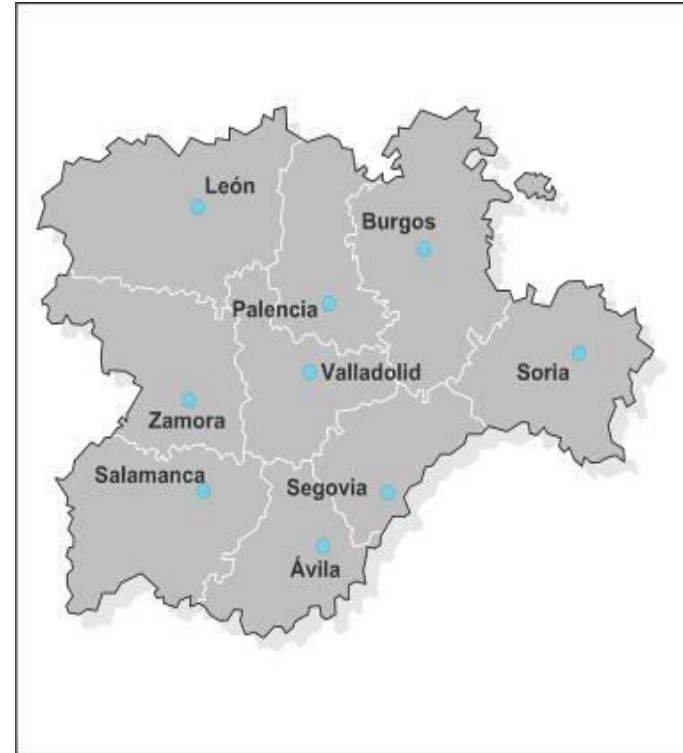 León
Burgos
Palencia
Valladolid
Soria
Zamora
Salamanca
Segovia
Ávila